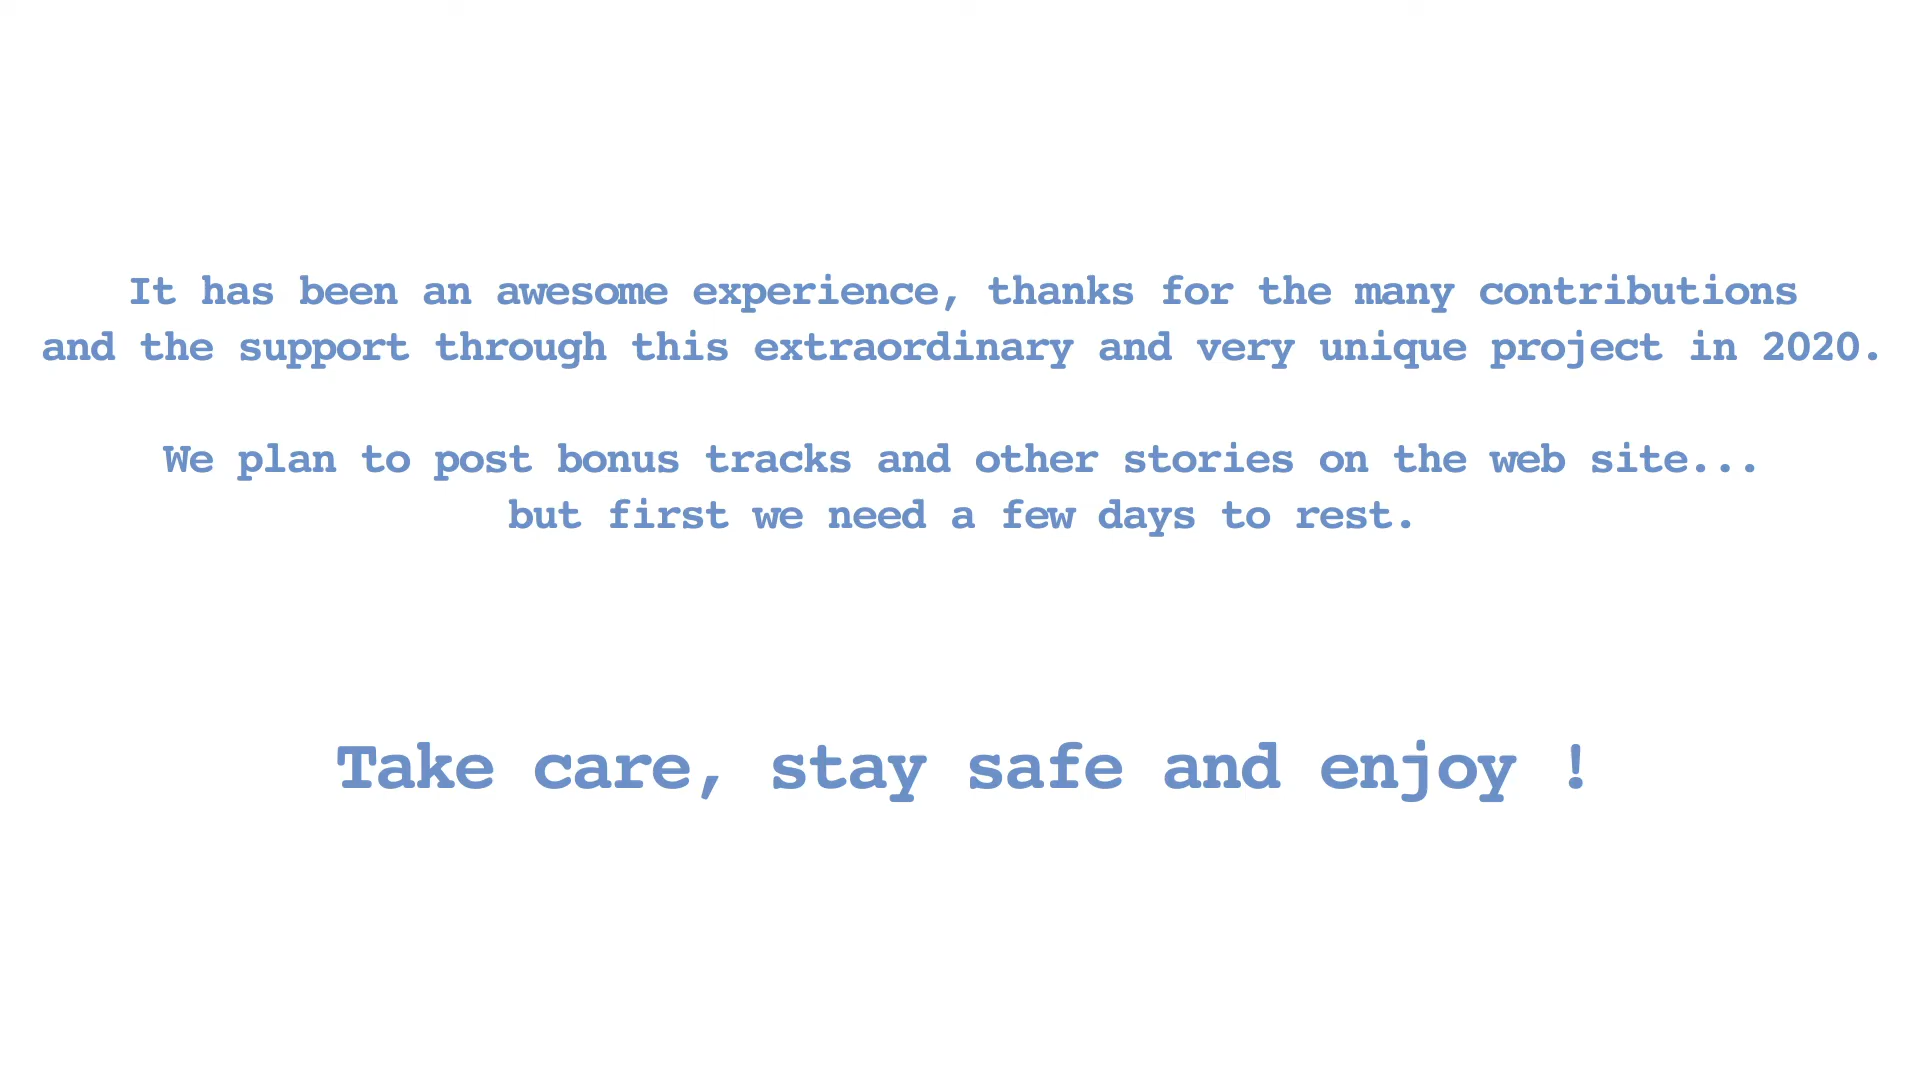 It has been an awesome experience, thanks for the many contributions
and the support through this extraordinary and very unique project in 2020.
We plan to post bonus tracks and other stories on the web site...
but first we need a few days to rest.
Take care, stay safe and enjoy !